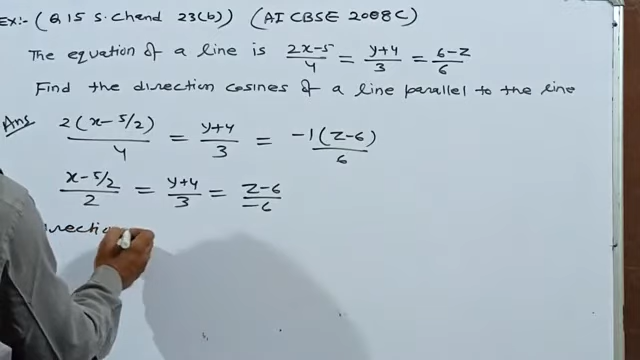 Ex:- (Q 15 S. Chand 23(b)) (AI CBSE 2008C)
The equation of a line is (2x-5)/4 = (y+4)/3 = (6-z)/6
Find the direction cosines of a line parallel to the line
Ans 2(x-5/2)/4 = (y+4)/3 = -1(z-6)/6
(x-5/2)/2 = (y+4)/3 = (z-6)/-6
irectio